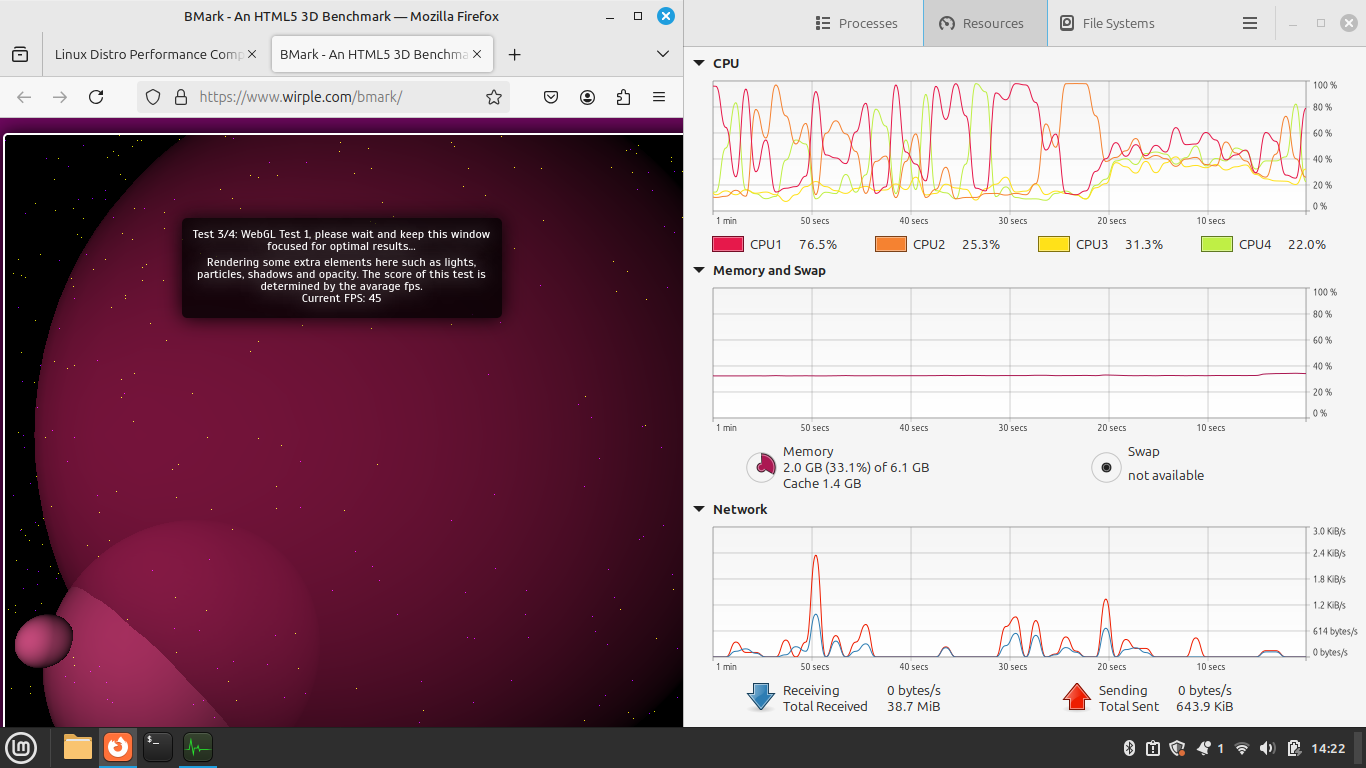 BMark - An HTML5 3D Benchmark — Mozilla Firefox
Linux Distro Performance Comp
BMark - An HTML5 3D Benchma
https://www.wirple.com/bmark/
Test 3/4: WebGL Test 1, please wait and keep this window
focused for optimal results...
Rendering some extra elements here such as lights,
particles, shadows and opacity. The score of this test is
determined by the avarage fps.
Current FPS: 45
Processes
Resources
File Systems
CPU
100 %
80 %
60 %
40 %
20 %
0 %
1 min 50 secs 40 secs 30 secs 20 secs 10 secs
CPU1 76.5% CPU2 25.3% CPU3 31.3% CPU4 22.0%
Memory and Swap
100 %
80 %
60 %
40 %
20 %
0 %
1 min 50 secs 40 secs 30 secs 20 secs 10 secs
Memory
2.0 GB (33.1%) of 6.1 GB
Cache 1.4 GB
Swap
not available
Network
3.0 KiB/s
2.4 KiB/s
1.8 KiB/s
1.2 KiB/s
614 bytes/s
0 bytes/s
1 min 50 secs 40 secs 30 secs 20 secs 10 secs
Receiving 0 bytes/s
Total Received 38.7 MiB
Sending 0 bytes/s
Total Sent 643.9 KiB
$_
1
14:22